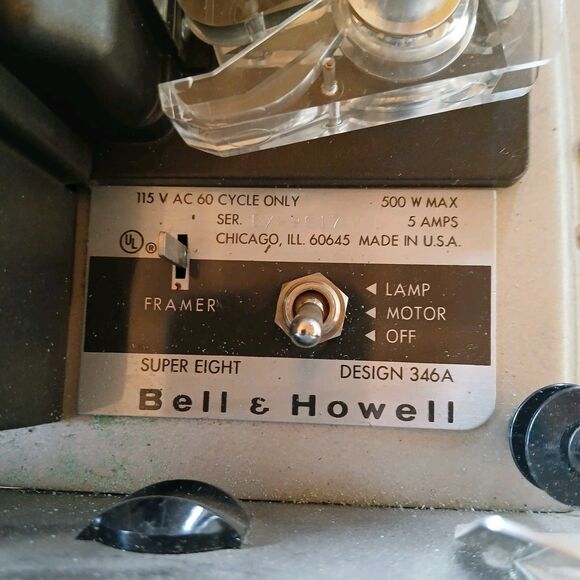 115 V AC 60 CYCLE ONLY 500 W MAX
SER. 5 AMPS
UL ® CHICAGO, ILL. 60645 MADE IN U.S.A.
◄ LAMP
FRAMER ◄ MOTOR
◄ OFF
SUPER EIGHT DESIGN 346A
Bell & Howell